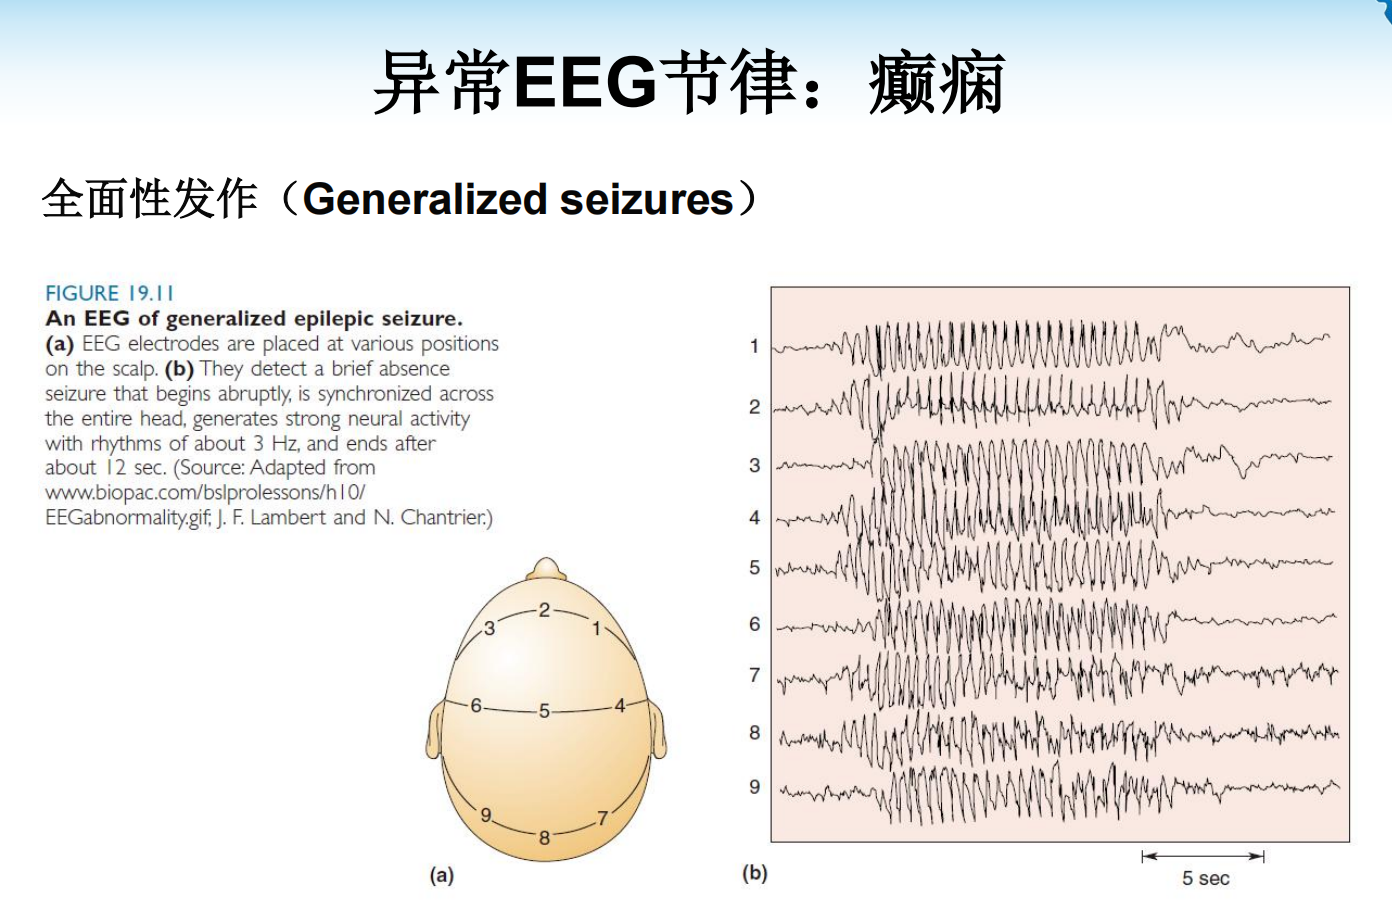 异常EEG节律：癫痫
全面性发作（Generalized seizures）
FIGURE 19.11
An EEG of generalized epilepic seizure.
(a) EEG electrodes are placed at various positions
on the scalp. (b) They detect a brief absence
seizure that begins abruptly, is synchronized across
the entire head, generates strong neural activity
with rhythms of about 3 Hz, and ends after
about 12 sec. (Source: Adapted from
www.biopac.com/bslprolessons/h10/
EEGabnormality.gif; J. F. Lambert and N. Chantrier.)
2
3
1
6
5
4
9
8
7
(a)
1
2
3
4
5
6
7
8
9
(b)
5 sec